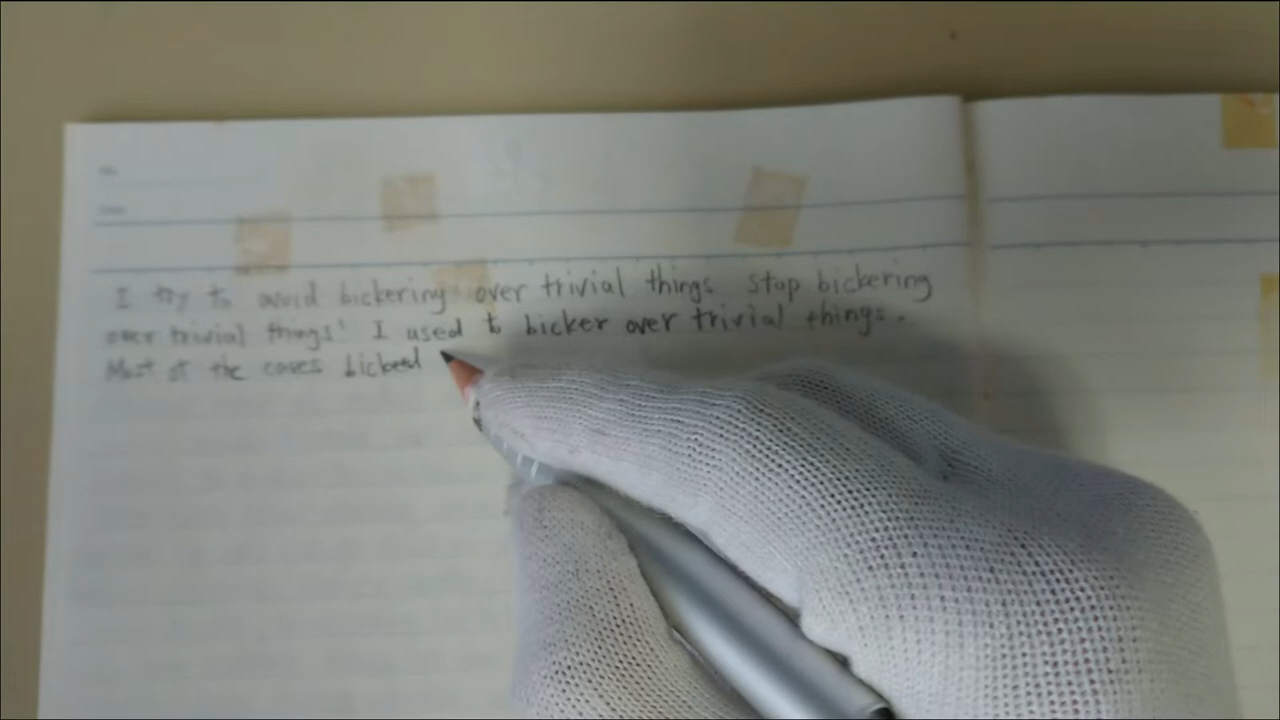 I try to avoid bickering over trivial things stop bickering
over trivial things! I used to bicker over trivial things.
Most of the cases